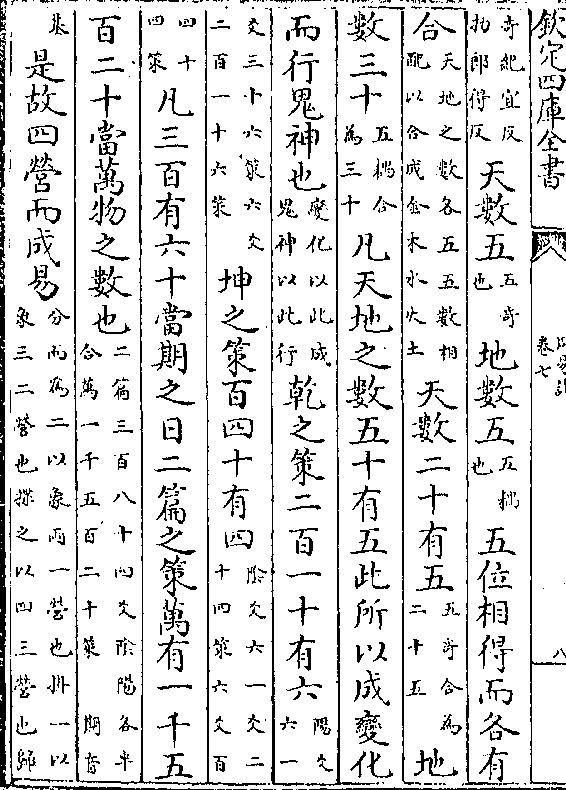 欽定四庫全書 周易註 卷七 八
奇紀宜反扐郎得反 天數五五奇也地數五五耦也五位相得而各有
合天地之數各五五數相配以合成金木水火土天數二十有五五奇合為二十五地
數三十五耦合為三十凡天地之數五十有五此所以成變化
而行鬼神也變化以此成鬼神以此行乾之策二百一十有六陽爻六一
爻三十六策六爻二百一十六策坤之策百四十有四陰爻六一爻二十四策六爻百
四十四策凡三百有六十當期之日二篇之策萬有一千五
百二十當萬物之數也二篇三百八十四爻陰陽各半合萬一千五百二十策 期音
基是故四營而成易分而為二以象兩一營也掛一以象三二營也揲之以四三營也歸